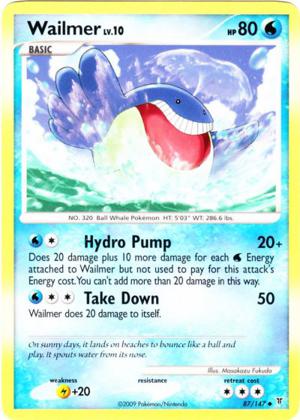 Wailmer LV.10 HP 80
BASIC
NO. 320 Ball Whale Pokémon HT: 5'03" WT: 286.6 lbs.
Hydro Pump 20+
Does 20 damage plus 10 more damage for each Energy
attached to Wailmer but not used to pay for this attack's
Energy cost. You can't add more than 20 damage in this way.
Take Down 50
Wailmer does 20 damage to itself.
On sunny days, it lands on beaches to bounce like a ball and
play. It spouts water from its nose.
weakness resistance retreat cost
+20
Illus. Masakazu Fukuda
©2009 Pokémon/Nintendo 87/147